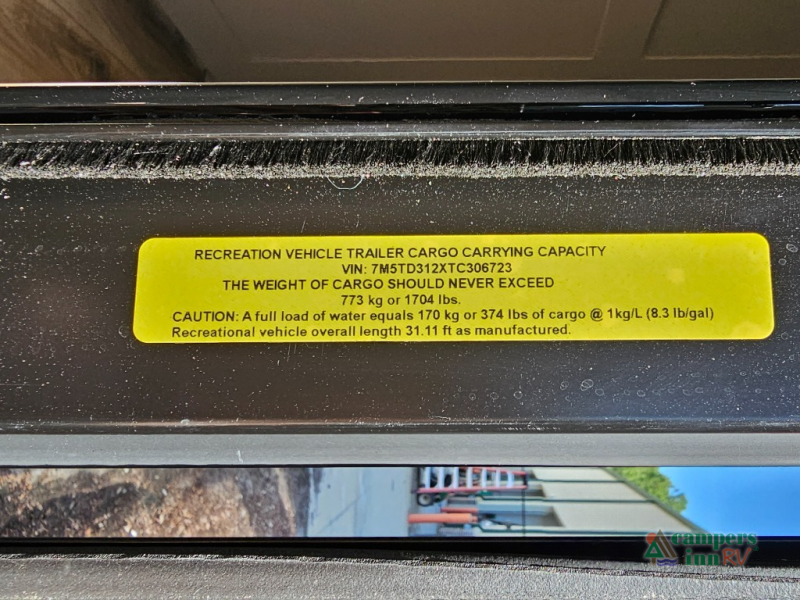 RECREATION VEHICLE TRAILER CARGO CARRYING CAPACITY
VIN: 7M5TD312XTC306723
THE WEIGHT OF CARGO SHOULD NEVER EXCEED
773 kg or 1704 lbs.
CAUTION: A full load of water equals 170 kg or 374 lbs of cargo @ 1kg/L (8.3 lb/gal)
Recreational vehicle overall length 31.11 ft as manufactured.
campers
inn RV